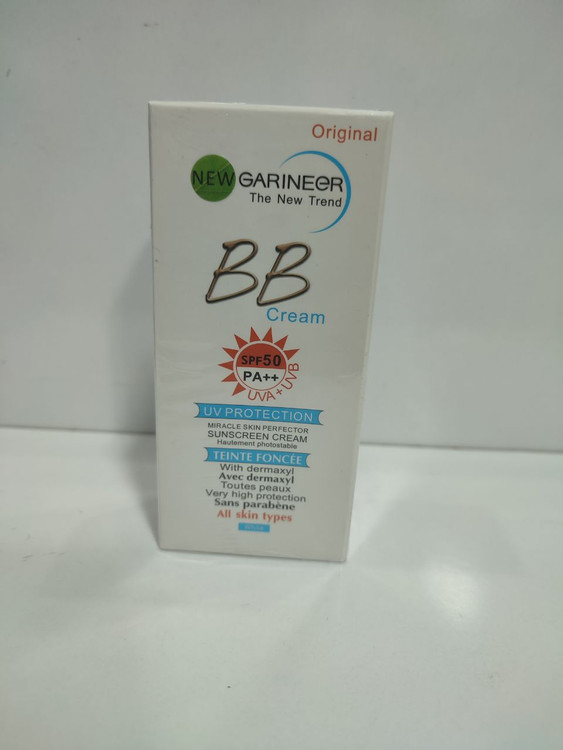 Original
NEW GARINEER
The New Trend
BB
Cream
SPF50
PA++
UVA+UVB
UV PROTECTION
MIRACLE SKIN PERFECTOR
SUNSCREEN CREAM
Hautement photostable
TEINTE FONCÉE
With dermaxyl
Avec dermaxyl
Toutes peaux
Very high protection
Sans parabène
All skin types